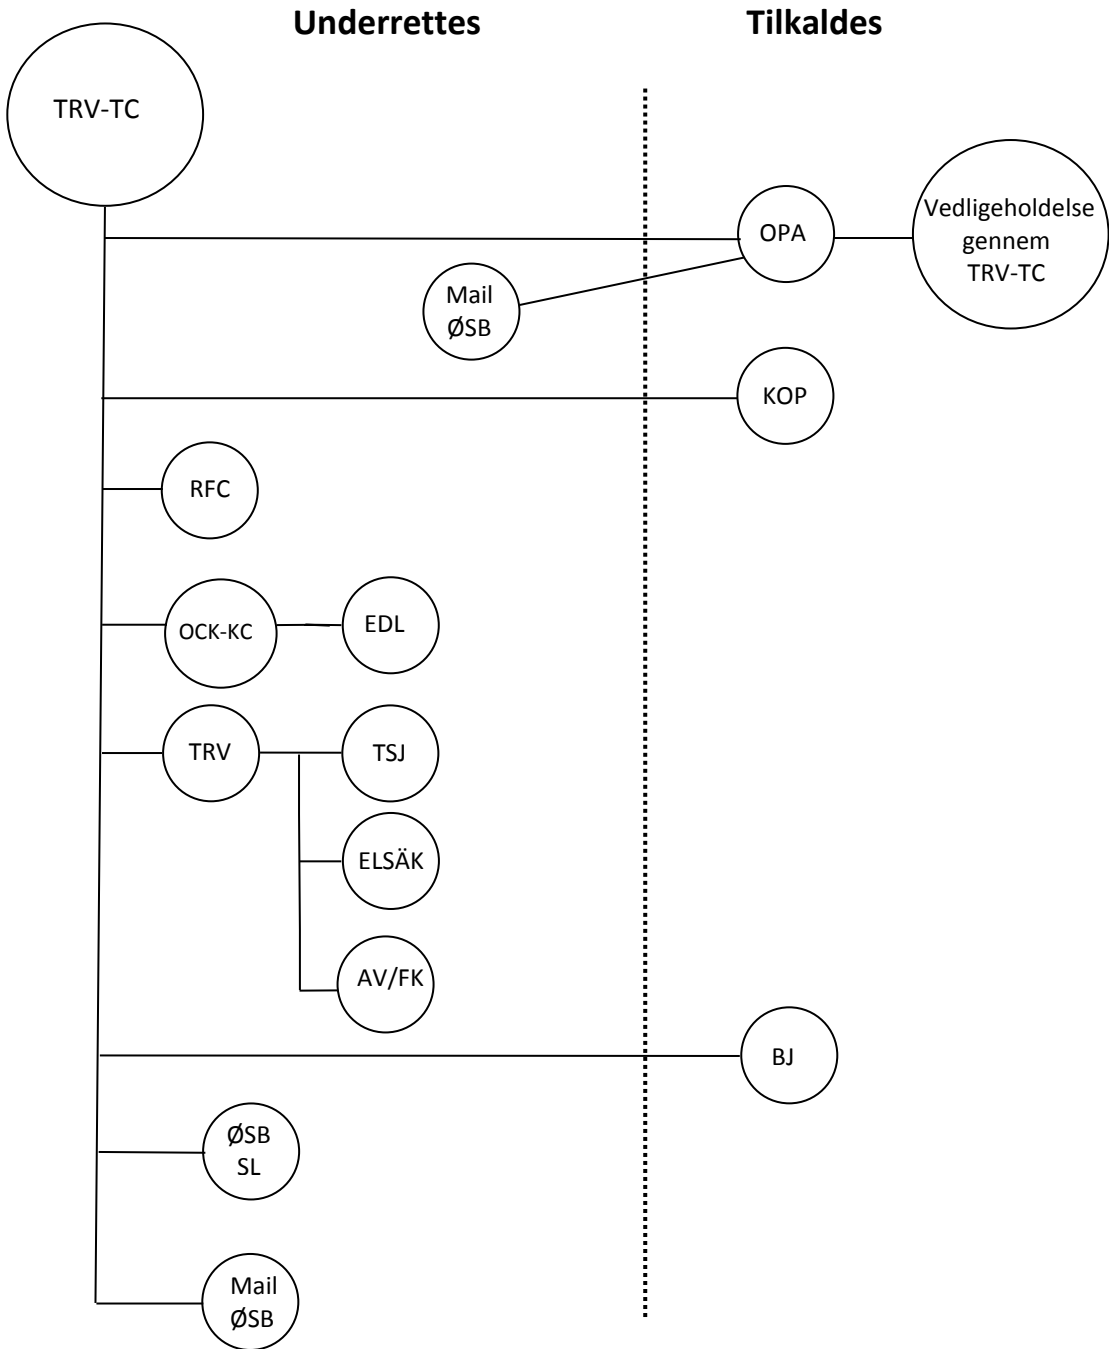 Underrettes
Tilkaldes
TRV-TC
OPA
Vedligeholdelse
gennem
TRV-TC
Mail
ØSB
KOP
RFC
OCK-KC
EDL
TRV
TSJ
ELSÄK
AV/FK
BJ
ØSB
SL
Mail
ØSB